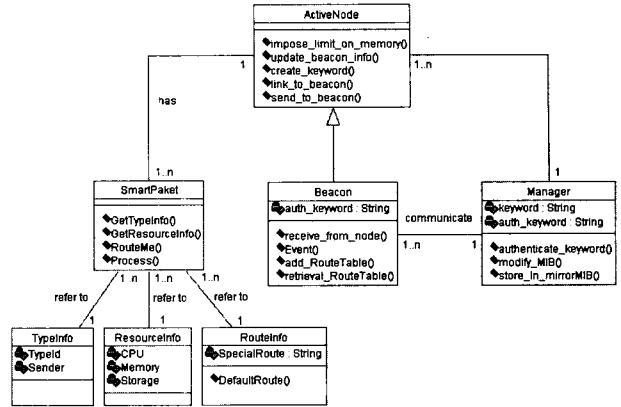 ActiveNode
impose_limit_on_memory()
update_beacon_info()
create_keyword()
link_to_beacon()
send_to_beacon()
1
1..n
has
1..n
1
SmartPaket
GetTypeInfo()
GetResourceInfo()
RouteMe()
Process()
Beacon
auth_keyword : String
receive_from_node()
Event()
add_RouteTable()
retrieval_RouteTable()
communicate
1..n
1
Manager
keyword : String
auth_keyword : String
authenticate_keyword()
modify_MIB()
store_In_mirrorMIB()
1..n
1..n
1..n
refer to
refer to
refer to
1
1
1
TypeInfo
TypeId
Sender
ResourceInfo
CPU
Memory
Storage
RouteInfo
SpecialRoute : String
DefaultRoute()